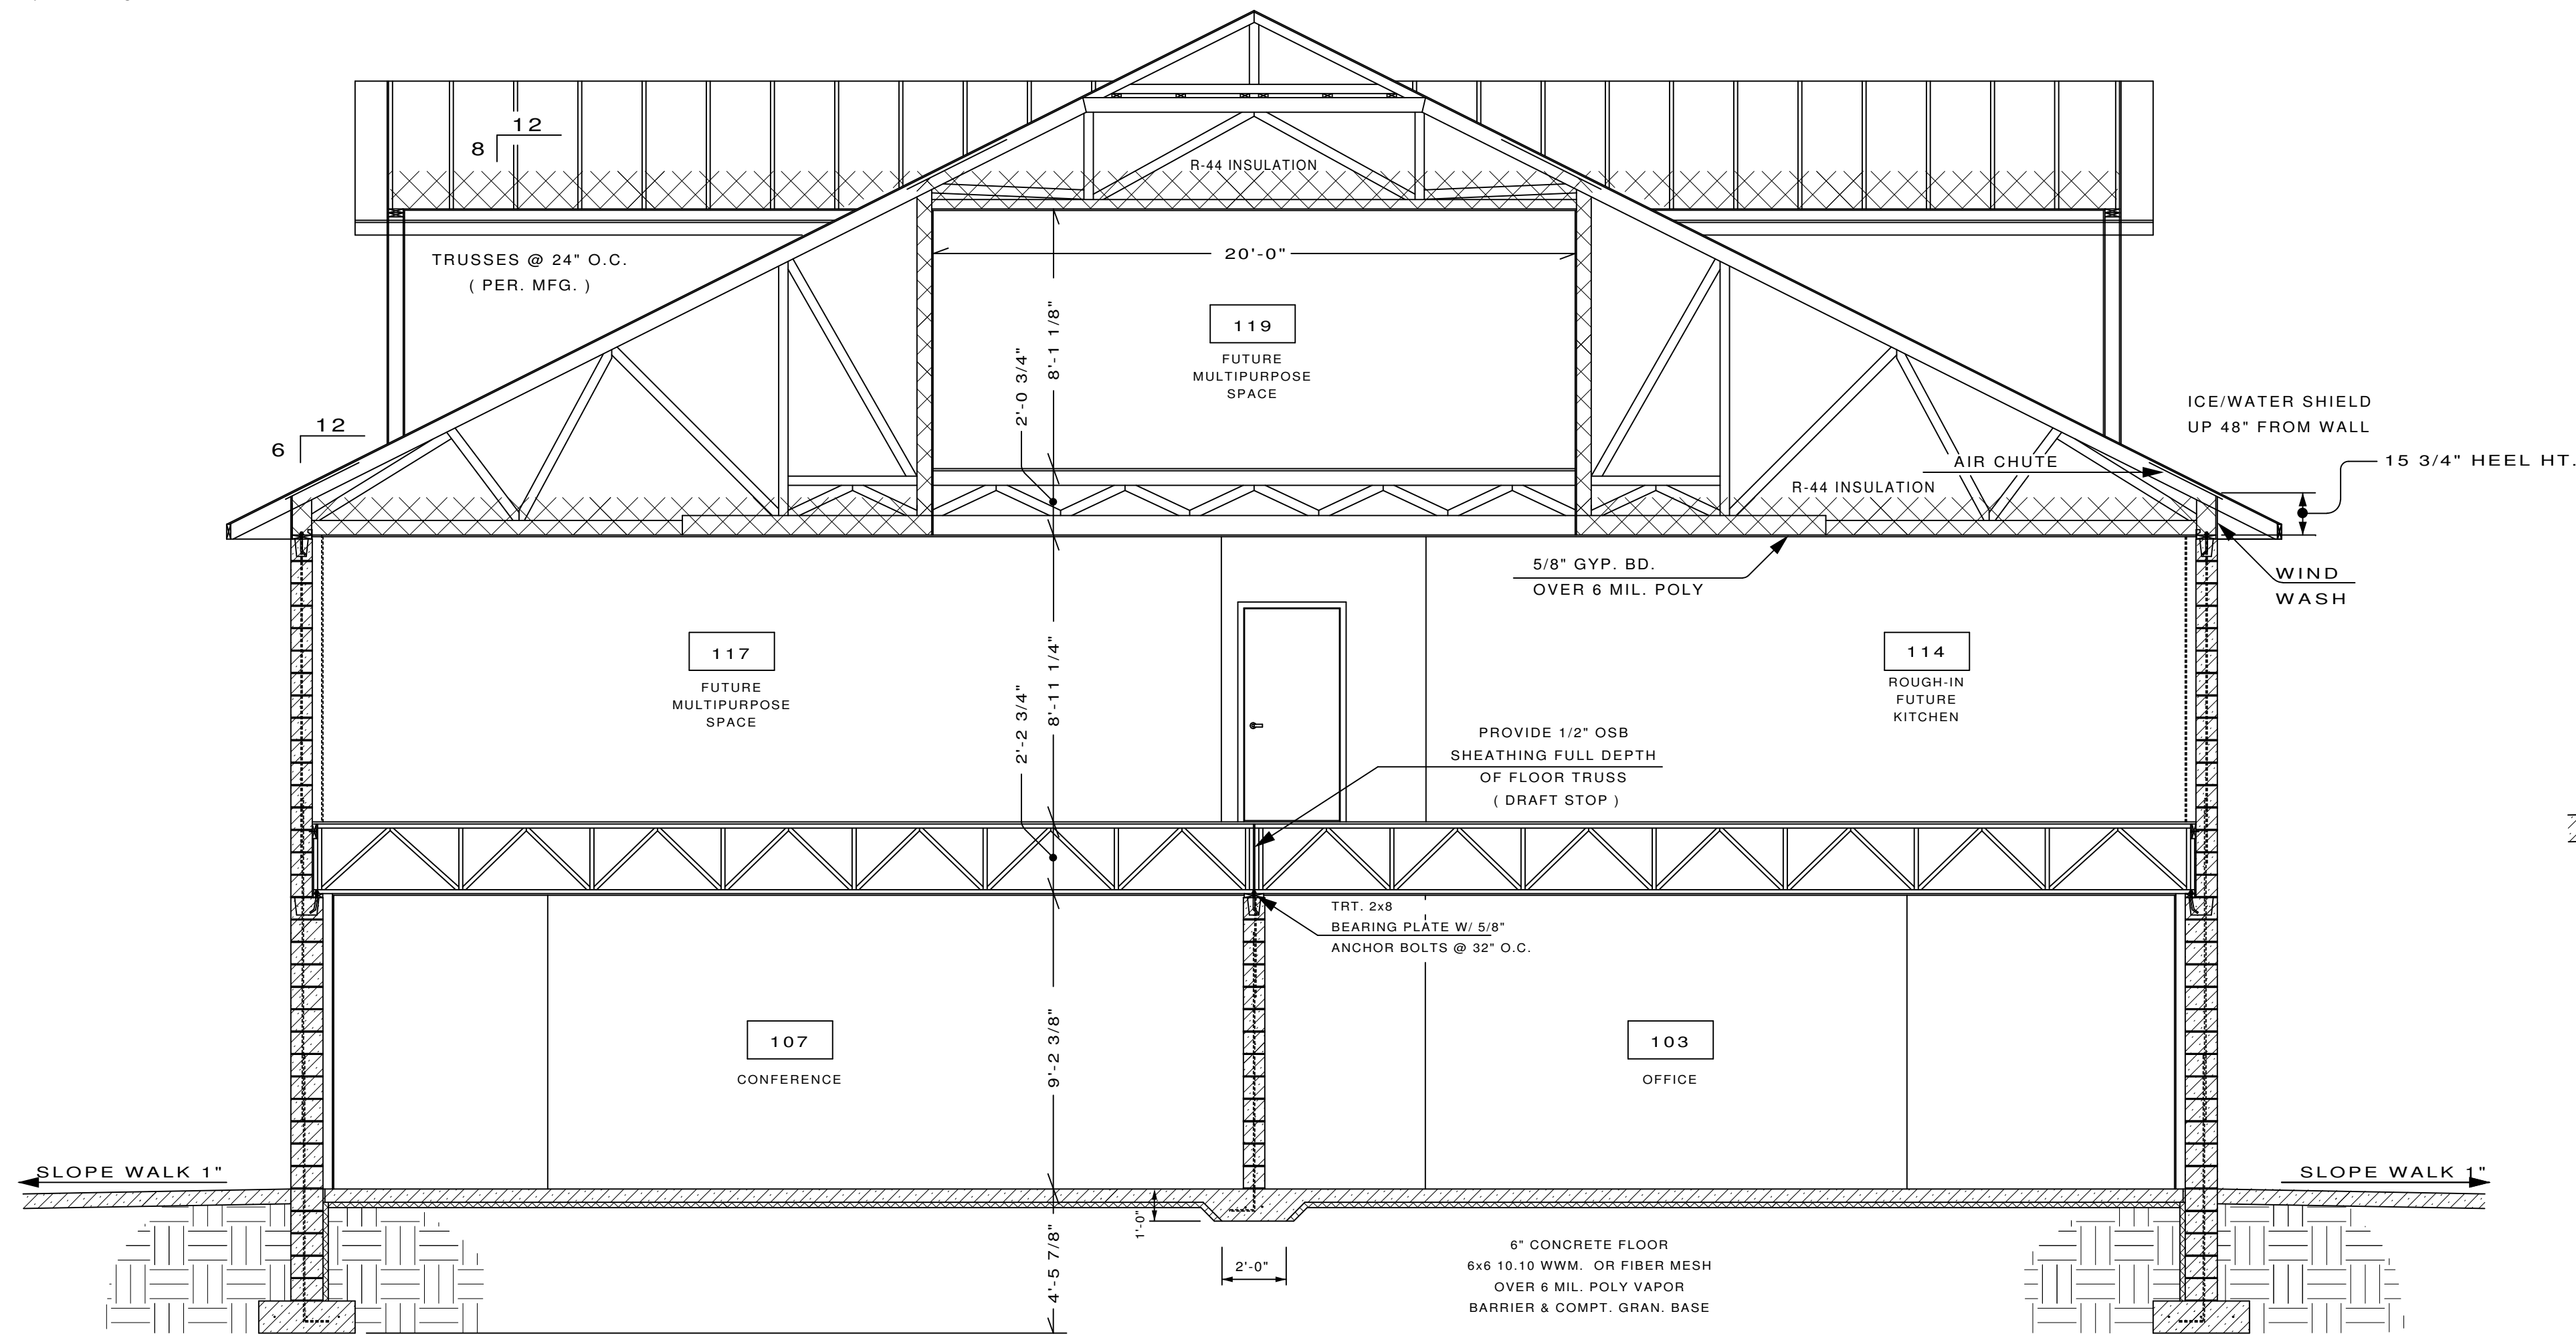 12
8
R-44 INSULATION
TRUSSES @ 24" O.C.
( PER. MFG. )
20'-0"
119
FUTURE
MULTIPURPOSE
SPACE
8'-1 1/8"
2'-0 3/4"
12
6
ICE/WATER SHIELD
UP 48" FROM WALL
AIR CHUTE
15 3/4" HEEL HT.
R-44 INSULATION
5/8" GYP. BD.
OVER 6 MIL. POLY
WIND
WASH
117
FUTURE
MULTIPURPOSE
SPACE
8'-11 1/4"
2'-2 3/4"
114
ROUGH-IN
FUTURE
KITCHEN
PROVIDE 1/2" OSB
SHEATHING FULL DEPTH
OF FLOOR TRUSS
( DRAFT STOP )
TRT. 2x8
BEARING PLATE W/ 5/8"
ANCHOR BOLTS @ 32" O.C.
107
CONFERENCE
9'-2 3/8"
103
OFFICE
SLOPE WALK 1"
SLOPE WALK 1"
1'-0"
4'-5 7/8"
2'-0"
6" CONCRETE FLOOR
6x6 10.10 WWM. OR FIBER MESH
OVER 6 MIL. POLY VAPOR
BARRIER & COMPT. GRAN. BASE